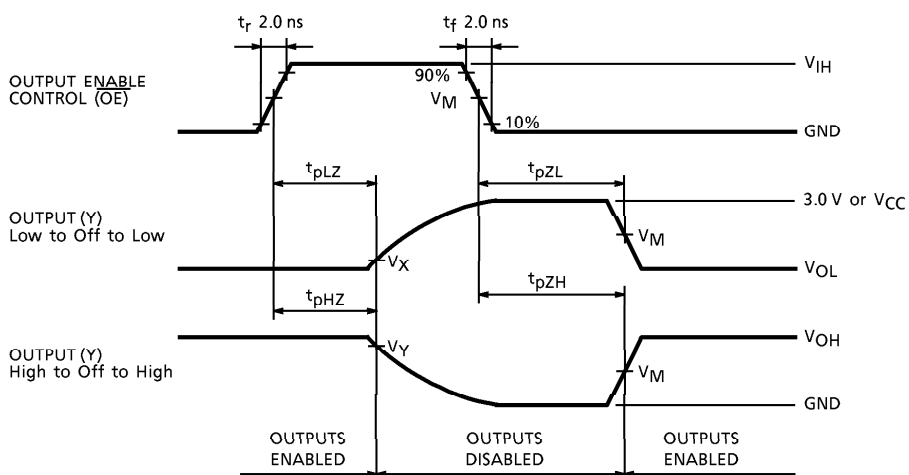 tr 2.0 ns
tf 2.0 ns
OUTPUT ENABLE
CONTROL (O̅E̅)
90%
VM
10%
VIH
GND
tpLZ
tpZL
OUTPUT (Y)
Low to Off to Low
VX
3.0 V or VCC
VM
VOL
tpHZ
tpZH
OUTPUT (Y)
High to Off to High
VY
VOH
VM
GND
OUTPUTS
ENABLED
OUTPUTS
DISABLED
OUTPUTS
ENABLED